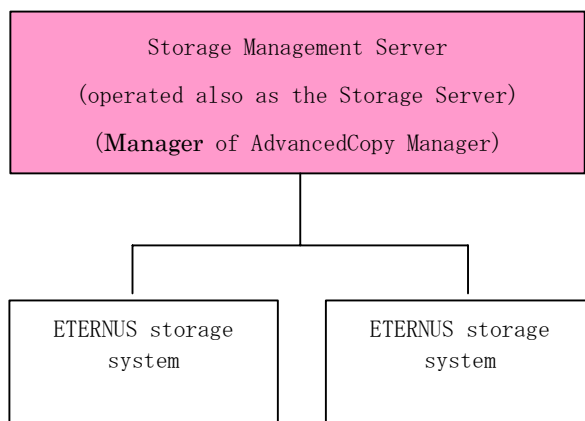 Storage Management Server
(operated also as the Storage Server)
(Manager of AdvancedCopy Manager)
ETERNUS storage
system
ETERNUS storage
system